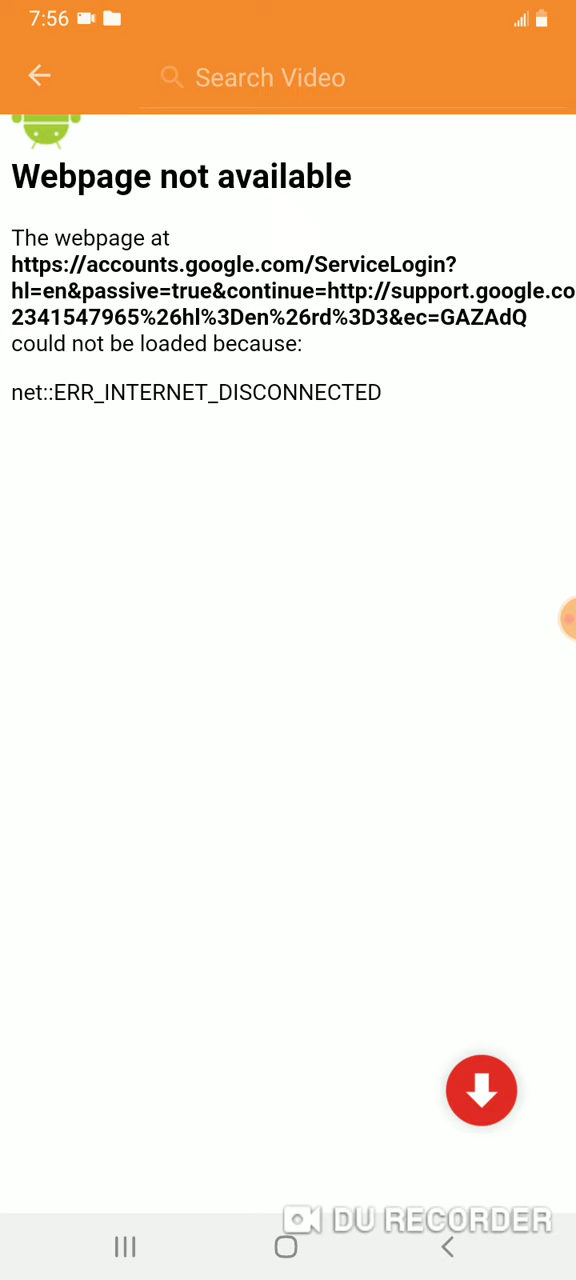 7:56
Search Video
Webpage not available
The webpage at
https://accounts.google.com/ServiceLogin?
hl=en&passive=true&continue=http://support.google.co
2341547965%26hl%3Den%26rd%3D3&ec=GAZAdQ
could not be loaded because:
net::ERR_INTERNET_DISCONNECTED
DU RECORDER